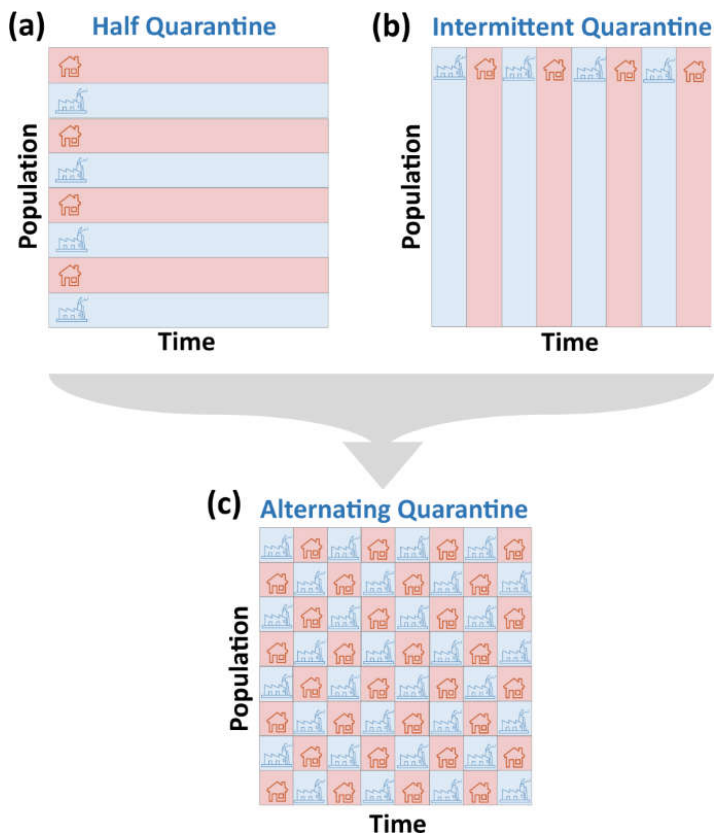 (a) Half Quarantine
Population
Time
(b) Intermittent Quarantine
Population
Time
(c) Alternating Quarantine
Population
Time